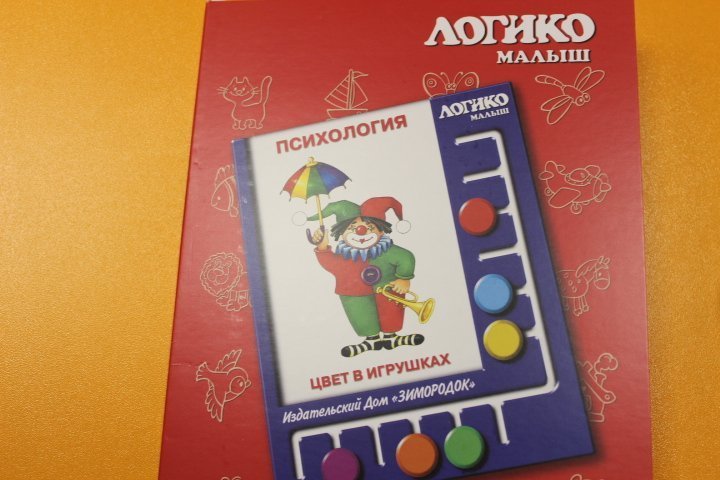 ЛОГИКО
МАЛЫШ
ЛОГИКО
МАЛЫШ
ПСИХОЛОГИЯ
ЦВЕТ В ИГРУШКАХ
Издательский Дом «ЗИМОРОДОК»